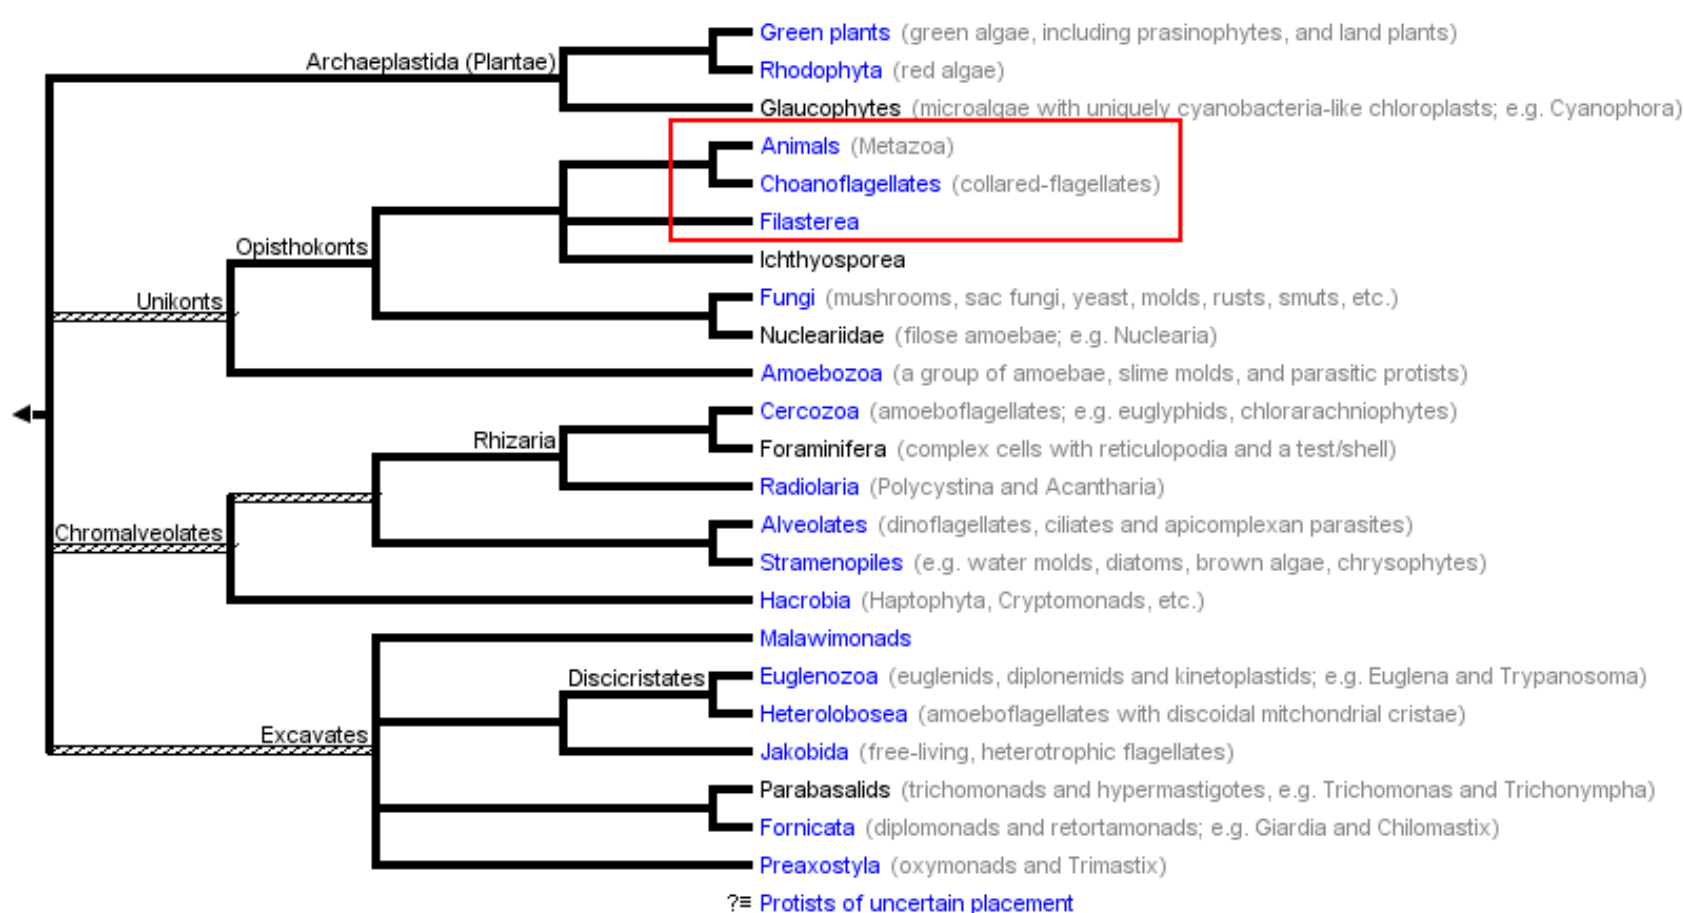 Green plants (green algae, including prasinophytes, and land plants)
Archaeplastida (Plantae)
Rhodophyta (red algae)
Glaucophytes (microalgae with uniquely cyanobacteria-like chloroplasts; e.g. Cyanophora)
Animals (Metazoa)
Choanoflagellates (collared-flagellates)
Filasterea
Opisthokonts
Ichthyosporea
Unikonts
Fungi (mushrooms, sac fungi, yeast, molds, rusts, smuts, etc.)
Nucleariidae (filose amoebae; e.g. Nuclearia)
Amoebozoa (a group of amoebae, slime molds, and parasitic protists)
Cercozoa (amoeboflagellates; e.g. euglyphids, chlorarachniophytes)
Rhizaria
Foraminifera (complex cells with reticulopodia and a test/shell)
Radiolaria (Polycystina and Acantharia)
Chromalveolates
Alveolates (dinoflagellates, ciliates and apicomplexan parasites)
Stramenopiles (e.g. water molds, diatoms, brown algae, chrysophytes)
Hacrobia (Haptophyta, Cryptomonads, etc.)
Malawimonads
Discicristates
Euglenozoa (euglenids, diplonemids and kinetoplastids; e.g. Euglena and Trypanosoma)
Heterolobosea (amoeboflagellates with discoidal mitchondrial cristae)
Excavates
Jakobida (free-living, heterotrophic flagellates)
Parabasalids (trichomonads and hypermastigotes, e.g. Trichomonas and Trichonympha)
Fornicata (diplomonads and retortamonads; e.g. Giardia and Chilomastix)
Preaxostyla (oxymonads and Trimastix)
?≡ Protists of uncertain placement